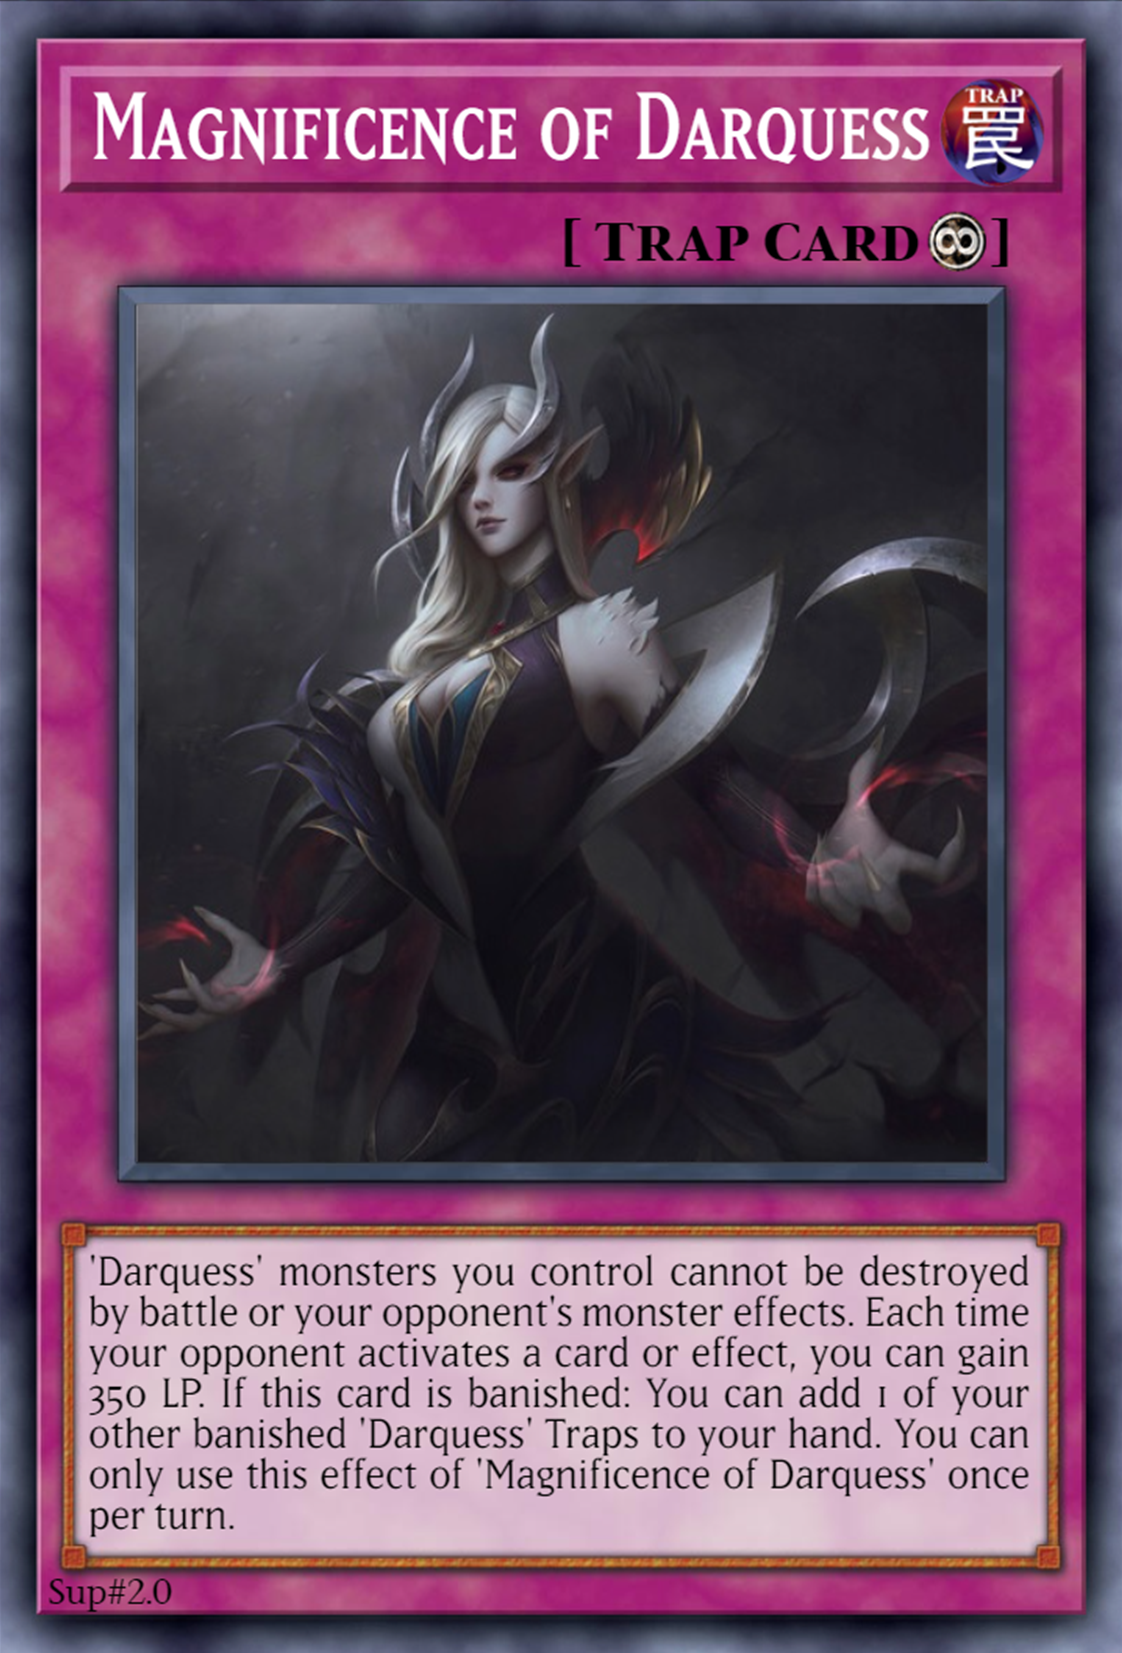 Magnificence of Darquess
TRAP
罠
[ Trap Card ]
'Darquess' monsters you control cannot be destroyed
by battle or your opponent's monster effects. Each time
your opponent activates a card or effect, you can gain
350 LP. If this card is banished: You can add 1 of your
other banished 'Darquess' Traps to your hand. You can
only use this effect of 'Magnificence of Darquess' once
per turn.
Sup#2.0